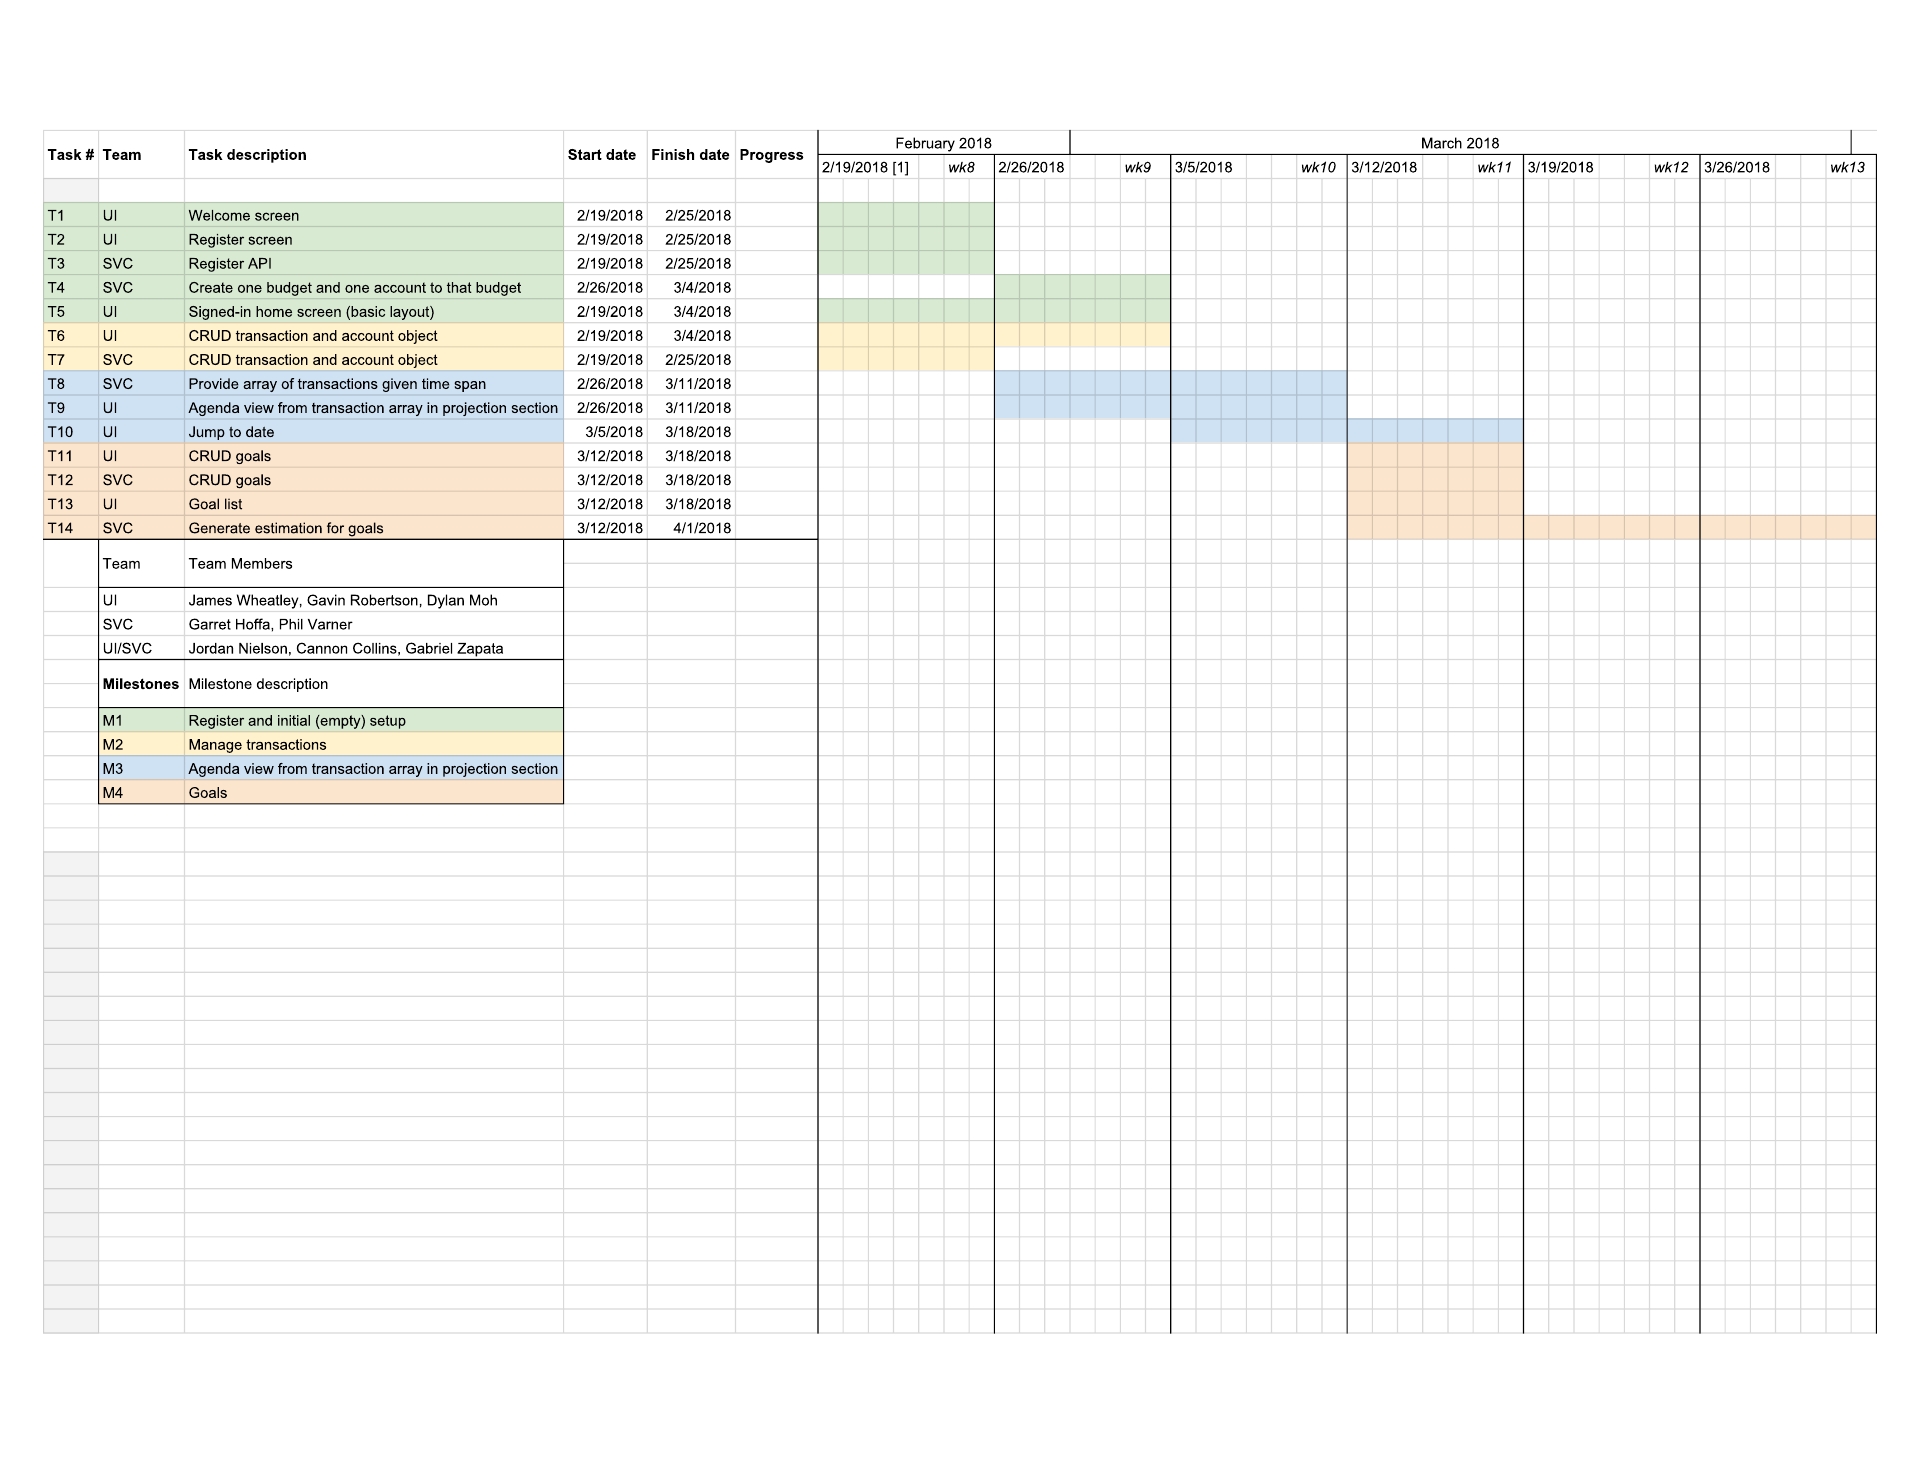 February 2018 March 2018
Task # Team Task description Start date Finish date Progress
2/19/2018 [1] wk8 2/26/2018 wk9 3/5/2018 wk10 3/12/2018 wk11 3/19/2018 wk12 3/26/2018 wk13
T1 UI Welcome screen 2/19/2018 2/25/2018
T2 UI Register screen 2/19/2018 2/25/2018
T3 SVC Register API 2/19/2018 2/25/2018
T4 SVC Create one budget and one account to that budget 2/26/2018 3/4/2018
T5 UI Signed-in home screen (basic layout) 2/19/2018 3/4/2018
T6 UI CRUD transaction and account object 2/19/2018 3/4/2018
T7 SVC CRUD transaction and account object 2/19/2018 2/25/2018
T8 SVC Provide array of transactions given time span 2/26/2018 3/11/2018
T9 UI Agenda view from transaction array in projection section 2/26/2018 3/11/2018
T10 UI Jump to date 3/5/2018 3/18/2018
T11 UI CRUD goals 3/12/2018 3/18/2018
T12 SVC CRUD goals 3/12/2018 3/18/2018
T13 UI Goal list 3/12/2018 3/18/2018
T14 SVC Generate estimation for goals 3/12/2018 4/1/2018
Team Team Members
UI James Wheatley, Gavin Robertson, Dylan Moh
SVC Garret Hoffa, Phil Varner
UI/SVC Jordan Nielson, Cannon Collins, Gabriel Zapata
Milestones Milestone description
M1 Register and initial (empty) setup
M2 Manage transactions
M3 Agenda view from transaction array in projection section
M4 Goals